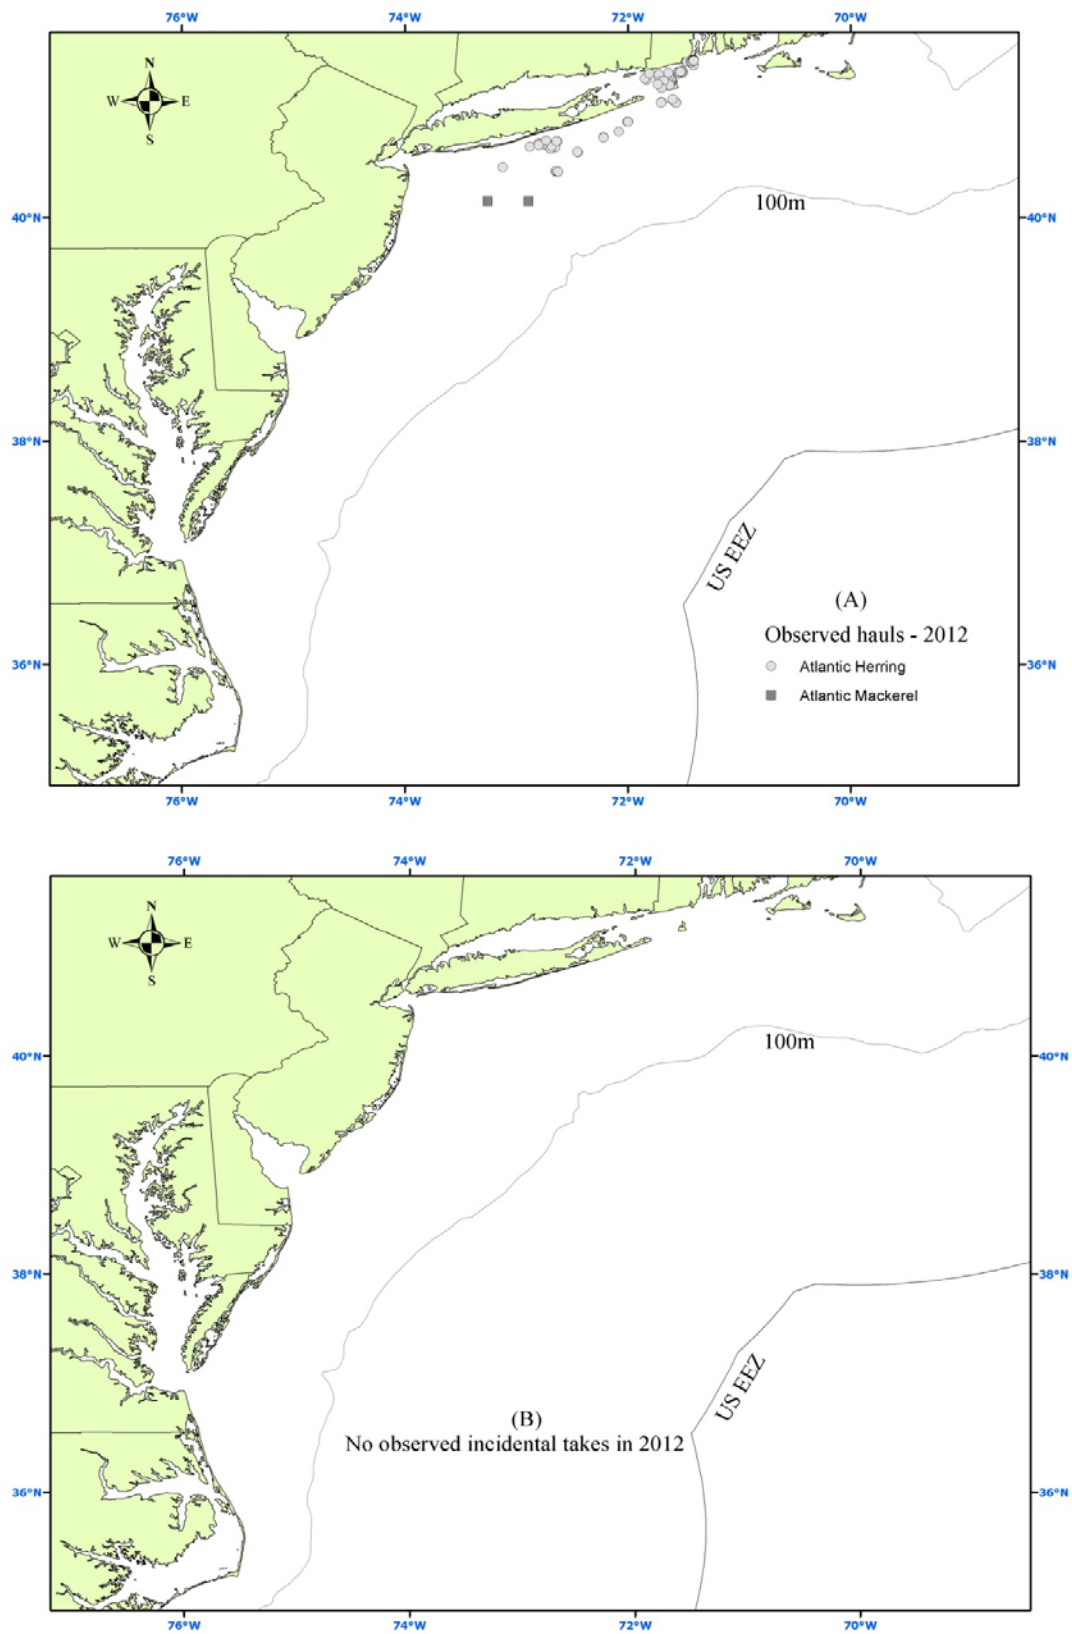 76°W 74°W 72°W 70°W
N
W E
S
100m
40°N 40°N
38°N 38°N
US EEZ
(A)
Observed hauls - 2012
36°N 36°N
Atlantic Herring
Atlantic Mackerel
76°W 74°W 72°W 70°W
76°W 74°W 72°W 70°W
N
W E
S
100m
40°N 40°N
38°N 38°N
US EEZ
(B)
No observed incidental takes in 2012
36°N 36°N
76°W 74°W 72°W 70°W